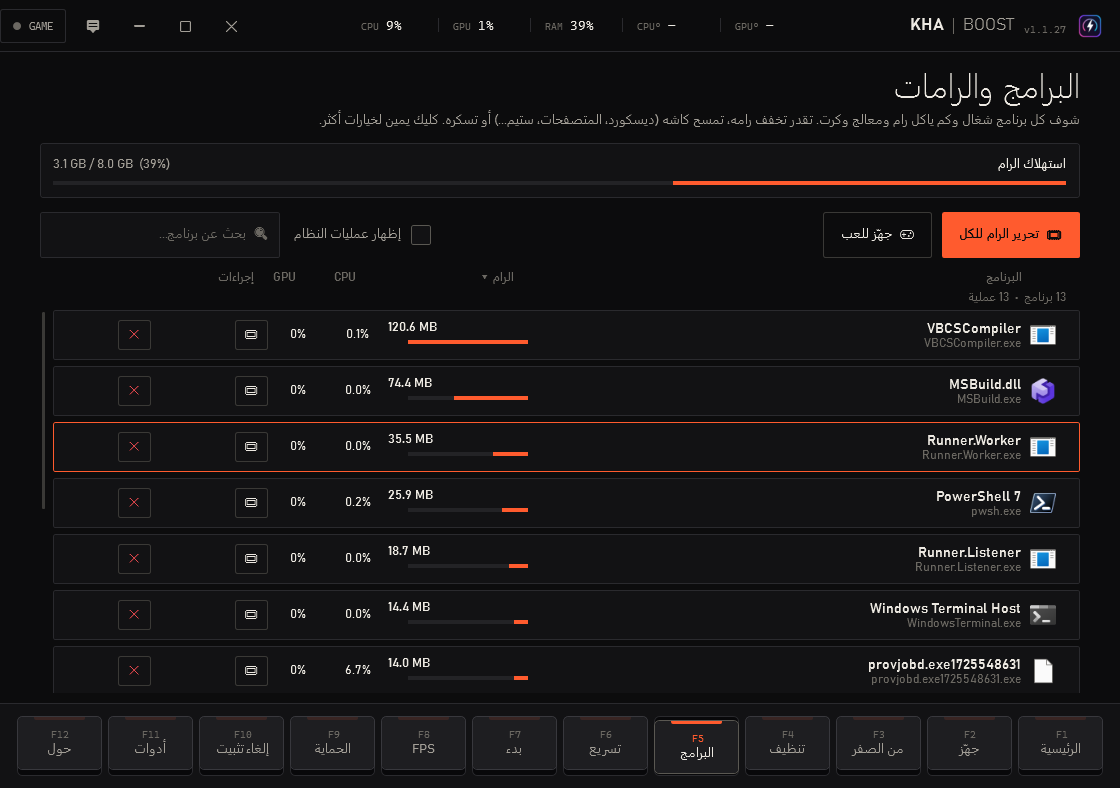 KHA | BOOST v1.1.27
CPU 9%
GPU 1%
RAM 39%
CPU° —
GPU° —
GAME
البرامج والرامات
شوف كل برنامج شغال وكم ياكل رام ومعالج وكرت. تقدر تخفف رامه، تمسح كاشه (ديسكورد، المتصفحات، ستيم...) أو تسكره. كليك يمين لخيارات أكثر.
استهلاك الرام
3.1 GB / 8.0 GB (39%)
تحرير الرام للكل
جهّز للعب
إظهار عمليات النظام
بحث عن برنامج...
البرنامج
13 برنامج · 13 عملية
الرام ▾
CPU
GPU
إجراءات
VBCSCompiler
VBCSCompiler.exe
120.6 MB
0.1%
0%
MSBuild.dll
MSBuild.exe
74.4 MB
0.0%
0%
Runner.Worker
Runner.Worker.exe
35.5 MB
0.0%
0%
PowerShell 7
pwsh.exe
25.9 MB
0.2%
0%
Runner.Listener
Runner.Listener.exe
18.7 MB
0.0%
0%
Windows Terminal Host
WindowsTerminal.exe
14.4 MB
0.0%
0%
provjobd.exe1725548631
provjobd.exe1725548631.exe
14.0 MB
6.7%
0%
F1
الرئيسية
F2
جهّز
F3
من الصفر
F4
تنظيف
F5
البرامج
F6
تسريع
F7
بدء
F8
FPS
F9
الحماية
F10
إلغاء تثبيت
F11
أدوات
F12
حول